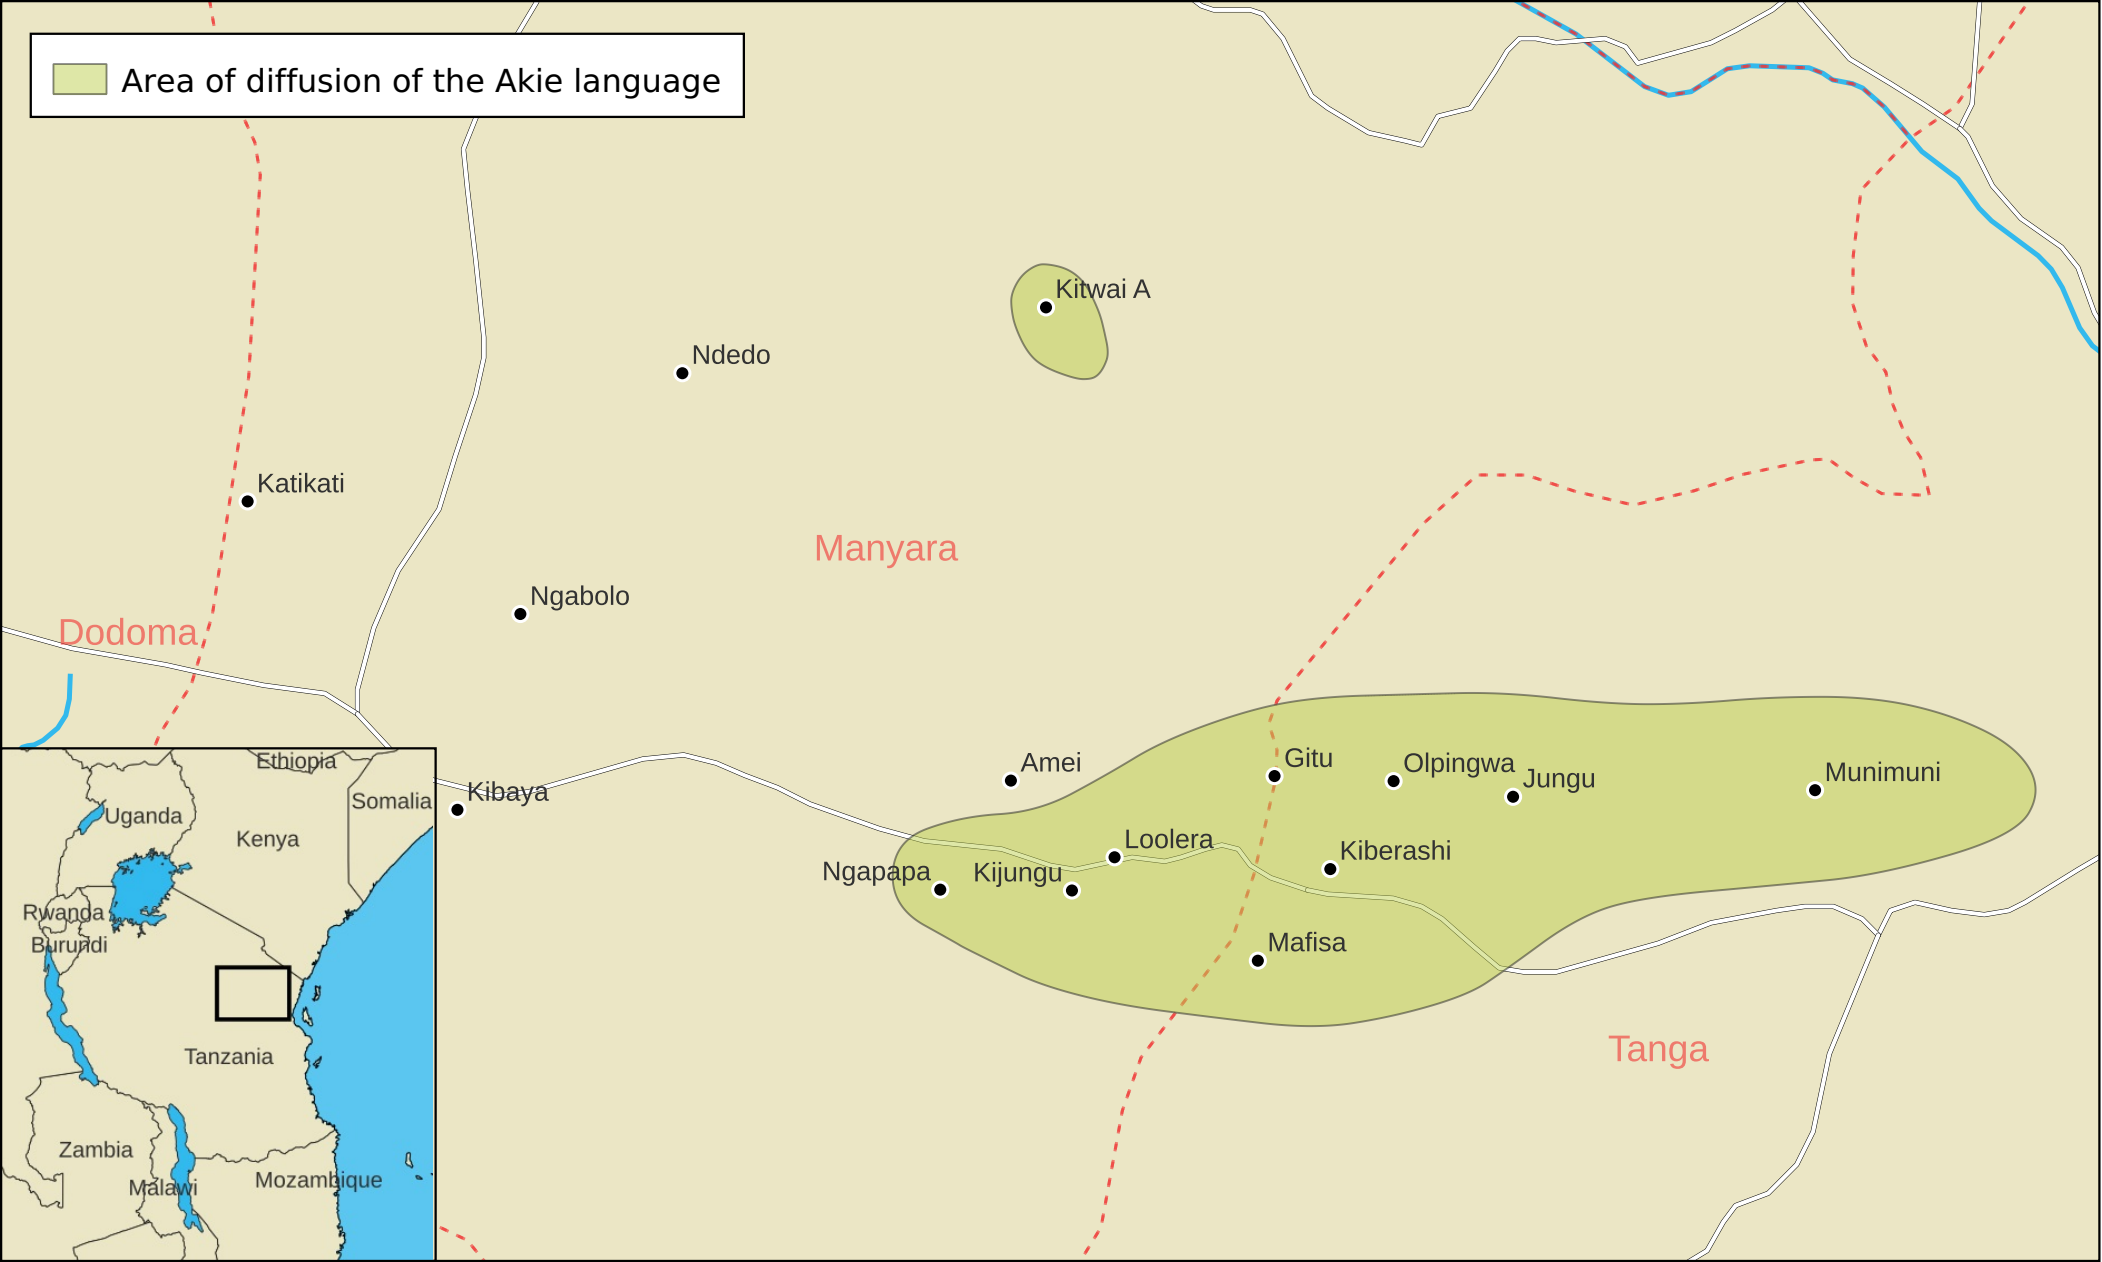 Area of diffusion of the Akie language
Kitwai A
Ndedo
Katikati
Manyara
Ngabolo
Dodoma
Amei
Gitu
Olpingwa
Jungu
Munimuni
Kibaya
Loolera
Kiberashi
Ngapapa
Kijungu
Mafisa
Tanga
Ethiopia
Somalia
Uganda
Kenya
Rwanda
Burundi
Tanzania
Zambia
Malawi
Mozambique